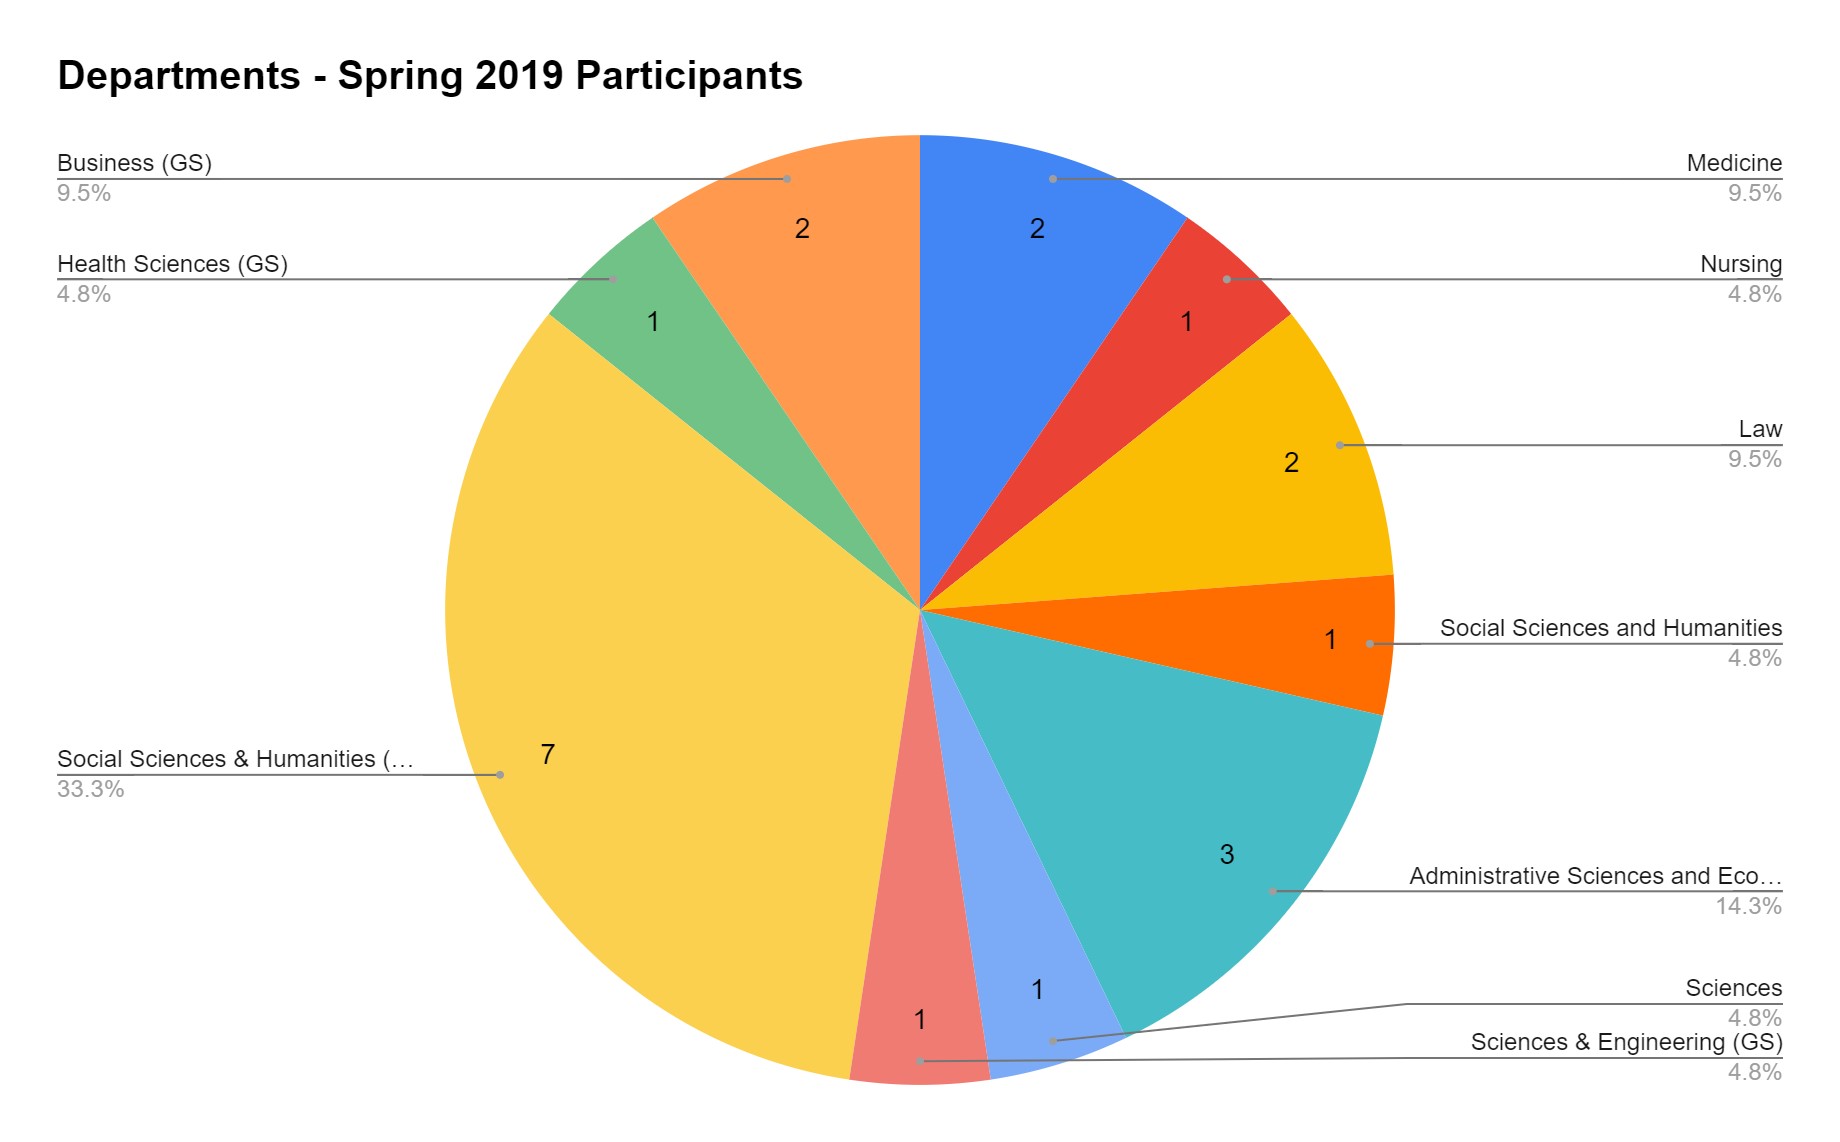 Departments - Spring 2019 Participants
Business (GS)
9.5%
Health Sciences (GS)
4.8%
Social Sciences & Humanities (…
33.3%
2
1
7
2
1
2
1
3
1
1
Medicine
9.5%
Nursing
4.8%
Law
9.5%
Social Sciences and Humanities
4.8%
Administrative Sciences and Eco…
14.3%
Sciences
4.8%
Sciences & Engineering (GS)
4.8%